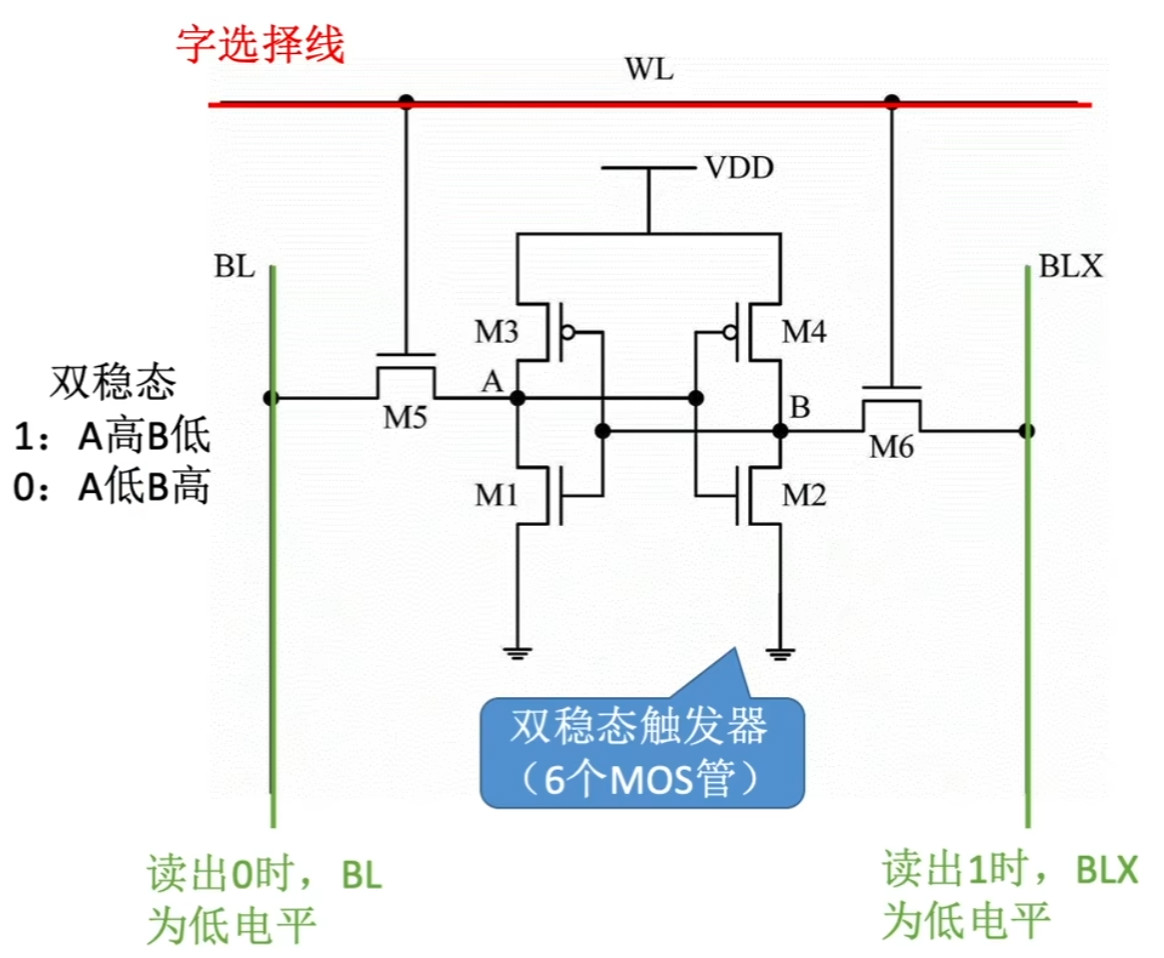 字选择线
WL
VDD
BL
BLX
M3
M4
A
B
双稳态
1：A高B低
0：A低B高
M5
M6
M1
M2
双稳态触发器
（6个MOS管）
读出0时，BL
为低电平
读出1时，BLX
为低电平